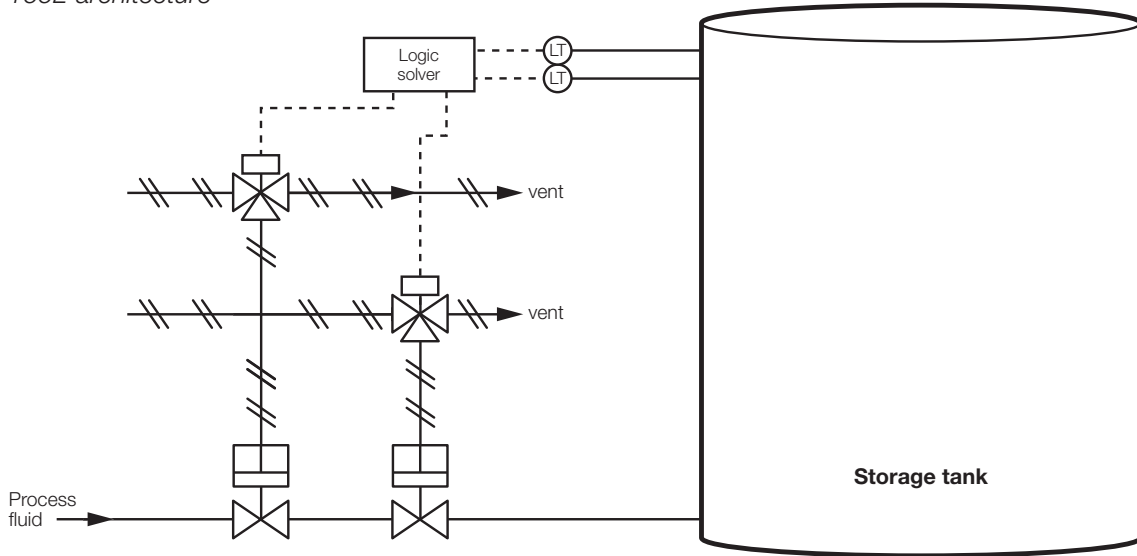 1oo2 architecture
Logic
solver
LT
LT
vent
vent
Storage tank
Process
fluid